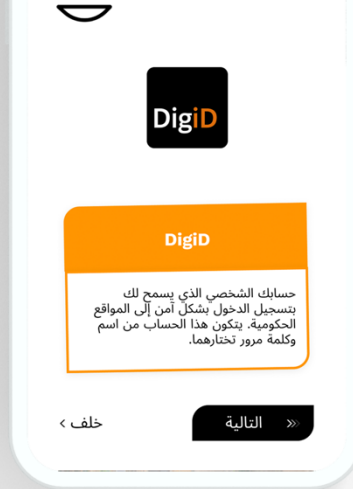 DigiD
DigiD
حسابك الشخصي الذي يسمح لك
بتسجيل الدخول بشكل آمن إلى المواقع
الحكومية. يتكون هذا الحساب من اسم
وكلمة مرور تختارهما.
« التالية
خلف ›